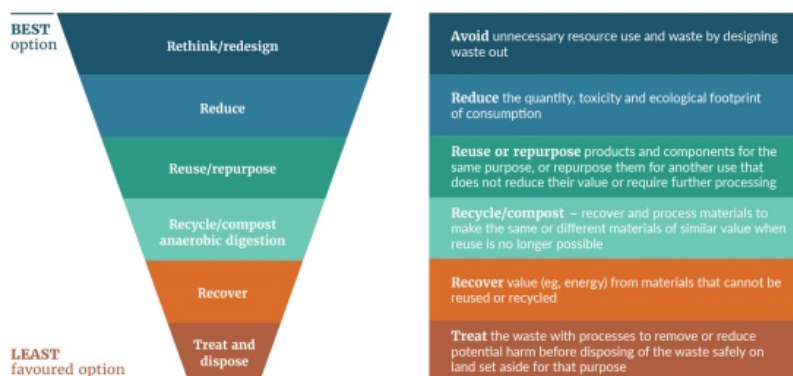 BEST
option
Rethink/redesign
Reduce
Reuse/repurpose
Recycle/compost
anaerobic digestion
Recover
Treat and
dispose
LEAST
favoured option
Avoid unnecessary resource use and waste by designing
waste out
Reduce the quantity, toxicity and ecological footprint
of consumption
Reuse or repurpose products and components for the
same purpose, or repurpose them for another use that
does not reduce their value or require further processing
Recycle/compost – recover and process materials to
make the same or different materials of similar value when
reuse is no longer possible
Recover value (eg, energy) from materials that cannot be
reused or recycled
Treat the waste with processes to remove or reduce
potential harm before disposing of the waste safely on
land set aside for that purpose